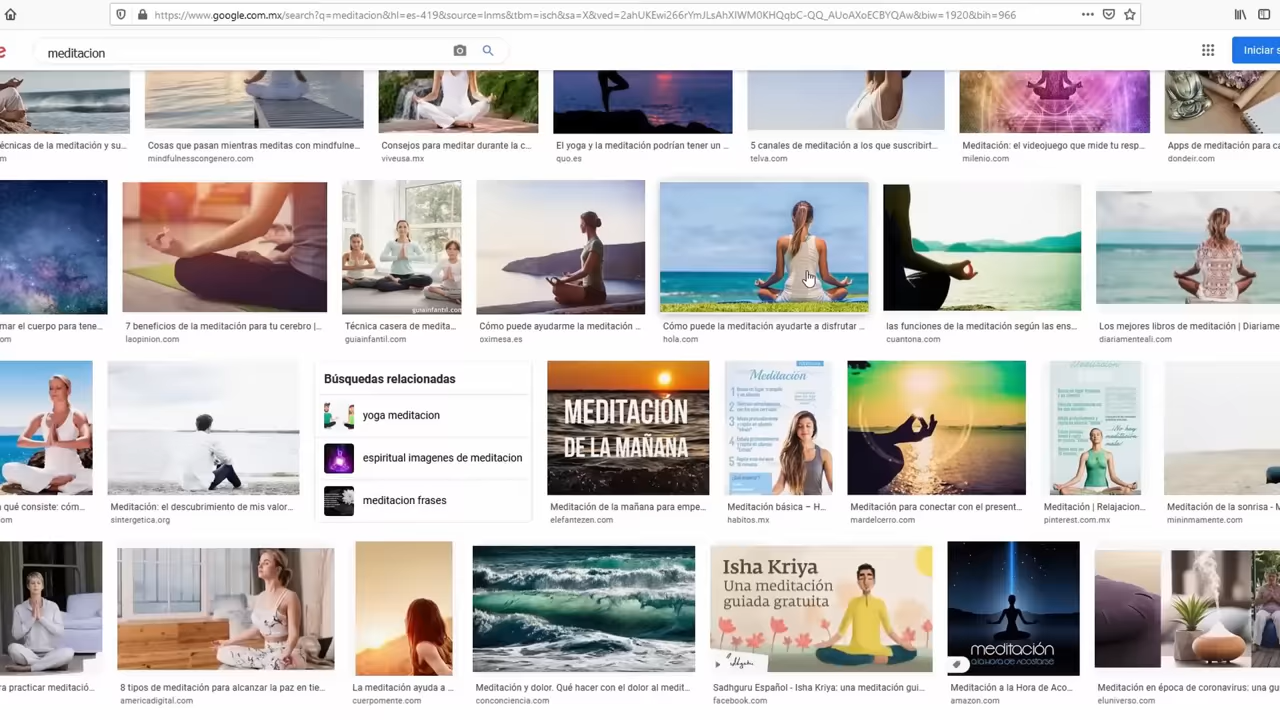 https://www.google.com.mx/search?q=meditacion&hl=es-419&source=lnms&tbm=isch&sa=X&ved=2ahUKEwi266rYmJLsAhXIWM0KHQqbC-QQ_AUoAXoECBYQAw&biw=1920&bih=966
meditacion
Iniciar s
écnicas de la meditación y su...
Cosas que pasan mientras meditas con mindfulne...
Consejos para meditar durante la c...
El yoga y la meditación podrían tener un ...
5 canales de meditación a los que suscribirt...
Meditación: el videojuego que mide tu resp...
Apps de meditación para ca
m
mindfulnesscongenero.com
viveusa.mx
quo.es
telva.com
milenio.com
dondeir.com
guiainfantil.com
mar el cuerpo para tene...
7 beneficios de la meditación para tu cerebro |...
Técnica casera de medita...
Cómo puede ayudarme la meditación ...
Cómo puede la meditación ayudarte a disfrutar ...
las funciones de la meditación según las ens...
Los mejores libros de meditación | Diariame
om
laopinion.com
guiainfantil.com
oximesa.es
hola.com
cuantona.com
diariamenteali.com
Búsquedas relacionadas
yoga meditacion
espiritual imagenes de meditacion
meditacion frases
MEDITACIÓN
DE LA MAÑANA
Meditación
a qué consiste: cóm...
Meditación: el descubrimiento de mis valor...
Meditación de la mañana para empe...
Meditación básica – H...
Meditación para conectar con el present...
Meditación | Relajacion...
Meditación de la sonrisa - M
om
sintergetica.org
elefantezen.com
habitos.mx
mardelcerro.com
pinterest.com.mx
mininmamente.com
Isha Kriya
Una meditación
guiada gratuita
meditación
a la hora de acostarse
ra practicar meditació...
8 tipos de meditación para alcanzar la paz en tie...
La meditación ayuda a ...
Meditación y dolor. Qué hacer con el dolor al medit...
Sadhguru Español - Isha Kriya: una meditación gui...
Meditación a la Hora de Aco...
Meditación en época de coronavirus: una gu
om
americadigital.com
cuerpomente.com
conconciencia.com
facebook.com
amazon.com
eluniverso.com